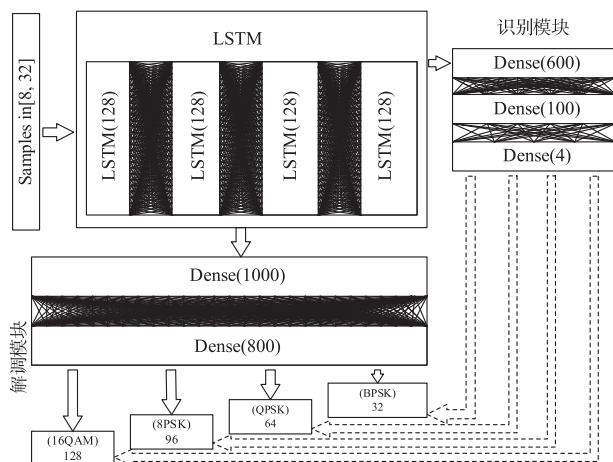 Samples in[8, 32]
LSTM
LSTM(128)
LSTM(128)
LSTM(128)
LSTM(128)
识别模块
Dense(600)
Dense(100)
Dense(4)
解调模块
Dense(1000)
Dense(800)
(16QAM)
128
(8PSK)
96
(QPSK)
64
(BPSK)
32